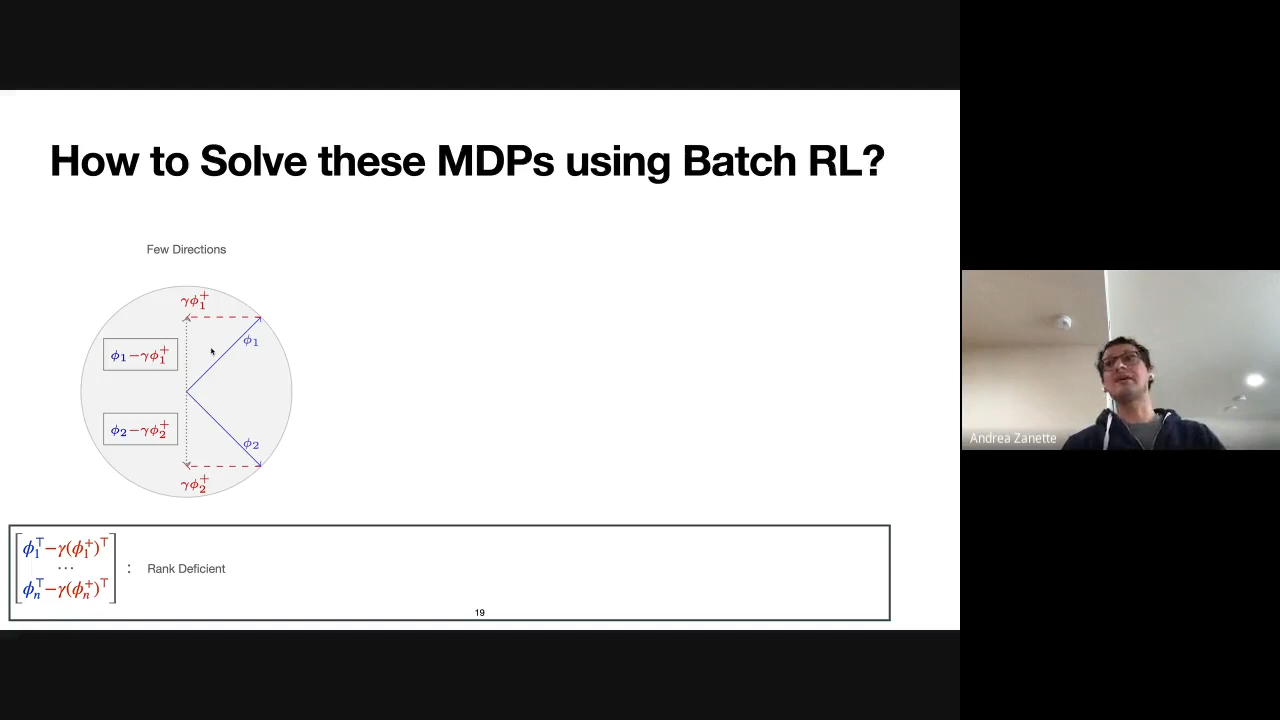 How to Solve these MDPs using Batch RL?
Few Directions
γϕ₁⁺
ϕ₁
ϕ₁−γϕ₁⁺
ϕ₂−γϕ₂⁺
ϕ₂
γϕ₂⁺
ϕ₁ᵀ−γ(ϕ₁⁺)ᵀ
⋯
ϕₙᵀ−γ(ϕₙ⁺)ᵀ
: Rank Deficient
19
Andrea Zanette